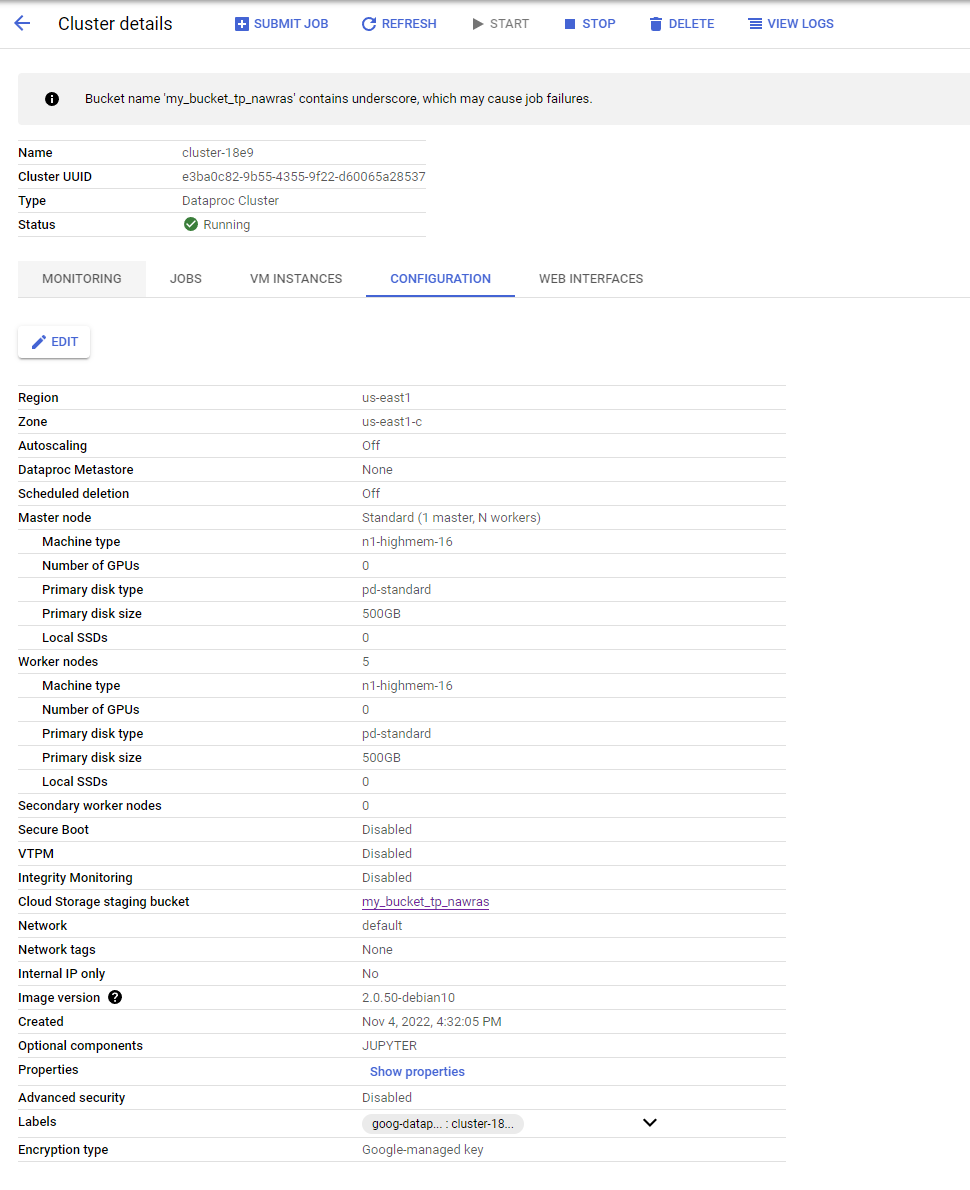 Cluster details SUBMIT JOB REFRESH START STOP DELETE VIEW LOGS
Bucket name 'my_bucket_tp_nawras' contains underscore, which may cause job failures.
Name cluster-18e9
Cluster UUID e3ba0c82-9b55-4355-9f22-d60065a28537
Type Dataproc Cluster
Status Running
MONITORING JOBS VM INSTANCES CONFIGURATION WEB INTERFACES
EDIT
Region us-east1
Zone us-east1-c
Autoscaling Off
Dataproc Metastore None
Scheduled deletion Off
Master node Standard (1 master, N workers)
Machine type n1-highmem-16
Number of GPUs 0
Primary disk type pd-standard
Primary disk size 500GB
Local SSDs 0
Worker nodes 5
Machine type n1-highmem-16
Number of GPUs 0
Primary disk type pd-standard
Primary disk size 500GB
Local SSDs 0
Secondary worker nodes 0
Secure Boot Disabled
VTPM Disabled
Integrity Monitoring Disabled
Cloud Storage staging bucket my_bucket_tp_nawras
Network default
Network tags None
Internal IP only No
Image version ? 2.0.50-debian10
Created Nov 4, 2022, 4:32:05 PM
Optional components JUPYTER
Properties Show properties
Advanced security Disabled
Labels goog-datap... : cluster-18...
Encryption type Google-managed key